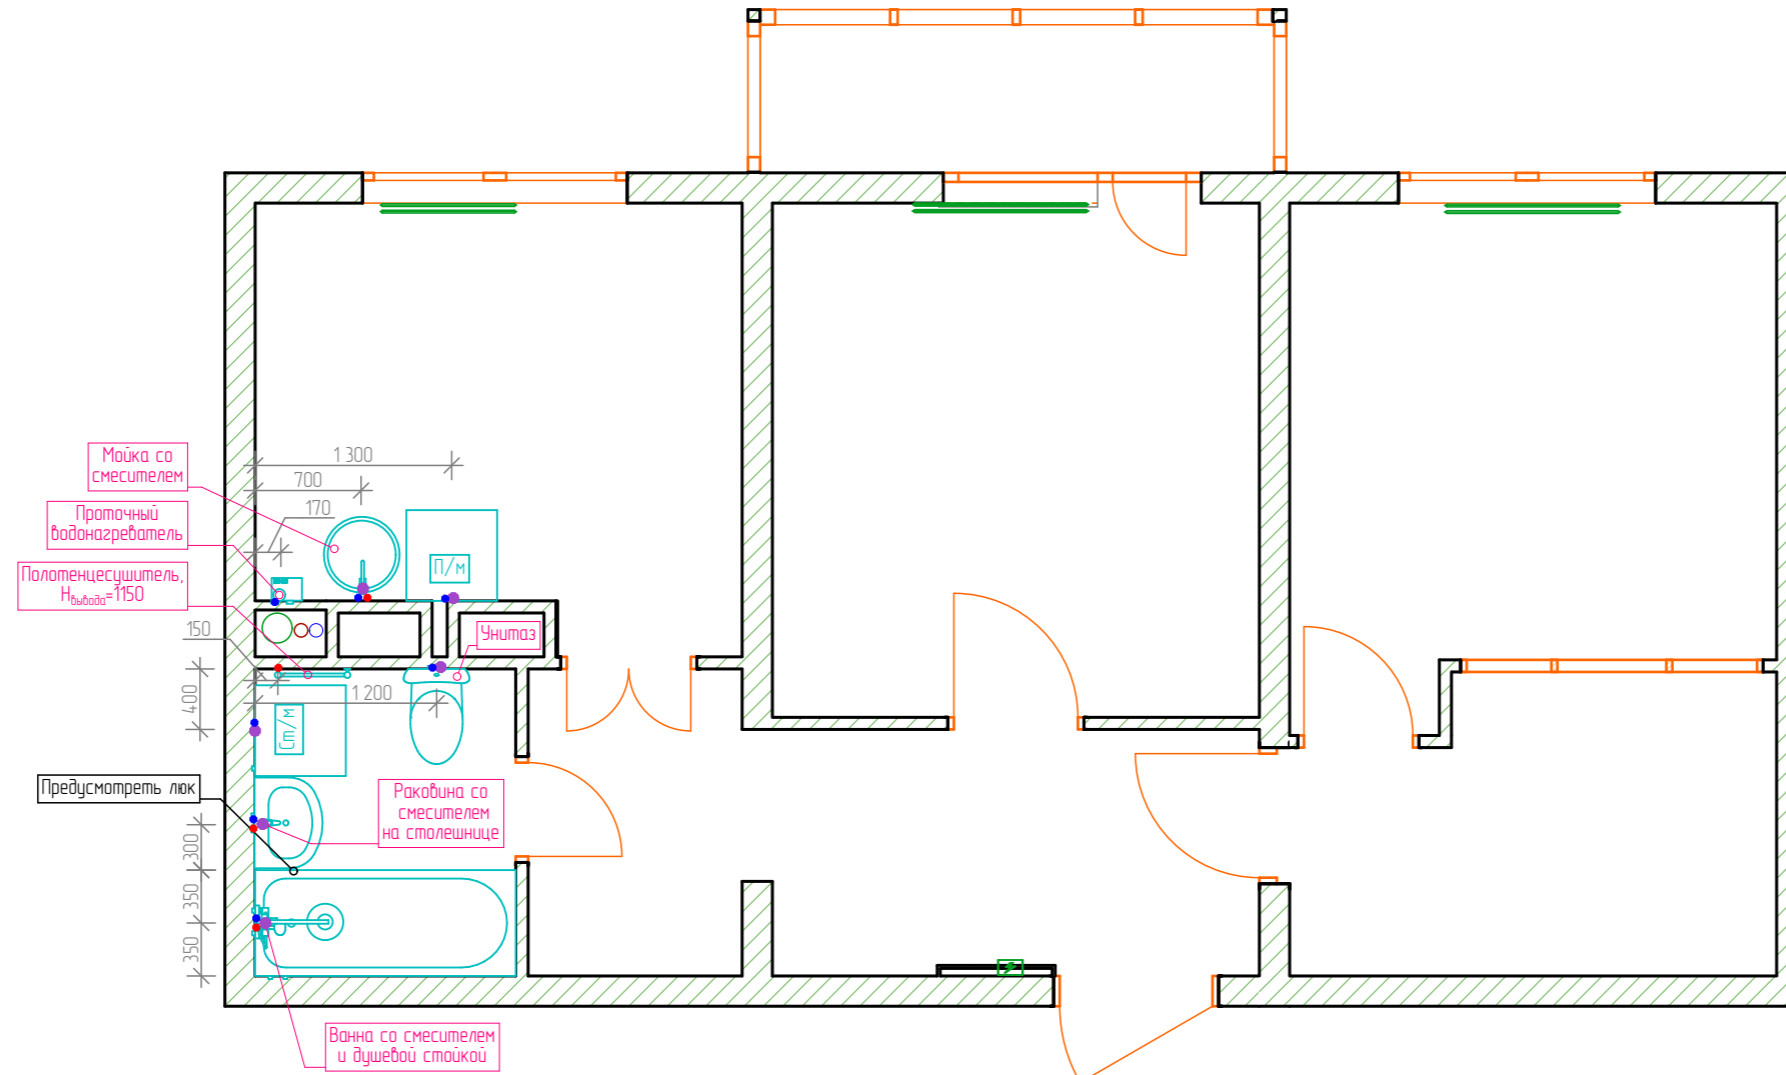 Мойка со
смесителем
1 300
700
170
Проточный
водонагреватель
П/м
Полотенцесушитель,
Hвывода=1150
150
Унитаз
400
1 200
Ст/м
Предусмотреть люк
Раковина со
смесителем
на столешнице
300
350
350
Ванна со смесителем
и душевой стойкой